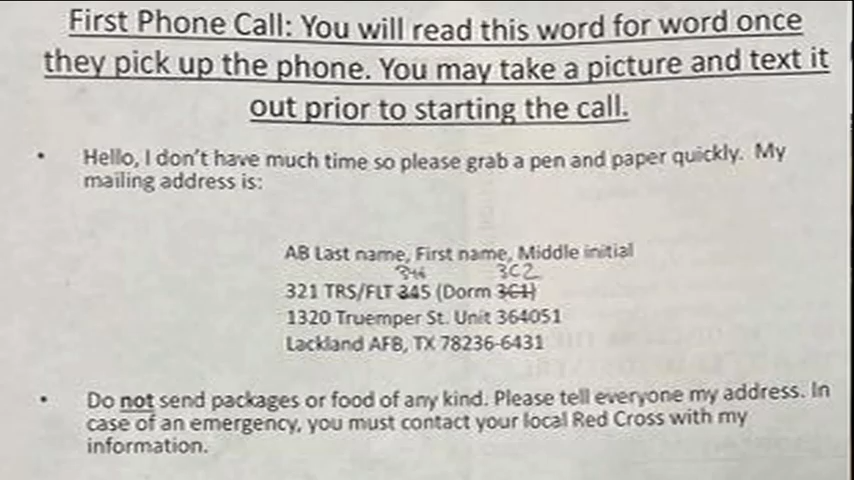 First Phone Call: You will read this word for word once
they pick up the phone. You may take a picture and text it
out prior to starting the call.
• Hello, I don't have much time so please grab a pen and paper quickly. My
mailing address is:
AB Last name, First name, Middle initial
3C2
321 TRS/FLT 345 (Dorm 3C1)
1320 Truemper St. Unit 364051
Lackland AFB, TX 78236-6431
• Do not send packages or food of any kind. Please tell everyone my address. In
case of an emergency, you must contact your local Red Cross with my
information.